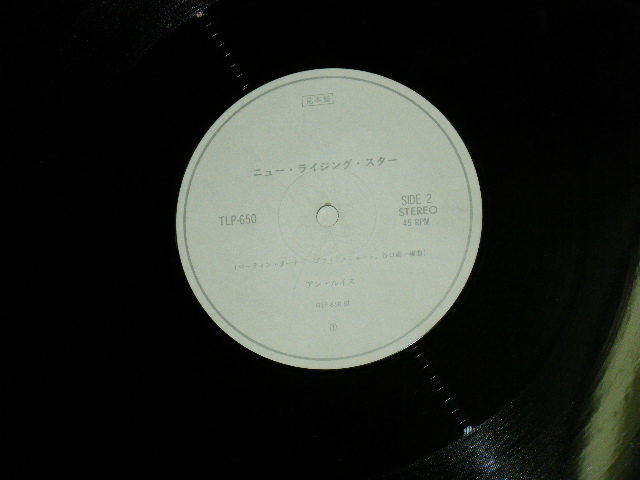 見本盤
ニュー・ライジング・スター
TLP-650
SIDE 2
STEREO
45 RPM
アン・ルイス